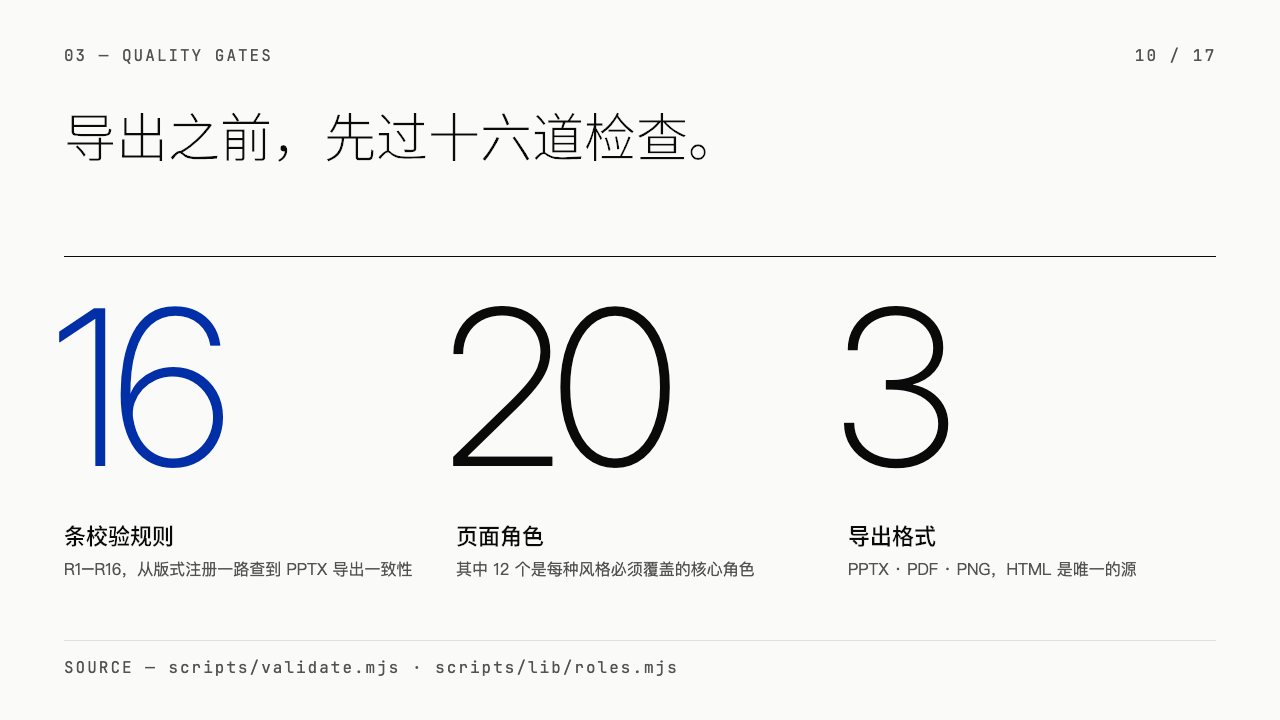 03 — QUALITY GATES
10 / 17
导出之前，先过十六道检查。
16
20
3
条校验规则
页面角色
导出格式
R1—R16，从版式注册一路查到 PPTX 导出一致性
其中 12 个是每种风格必须覆盖的核心角色
PPTX · PDF · PNG，HTML 是唯一的源
SOURCE — scripts/validate.mjs · scripts/lib/roles.mjs